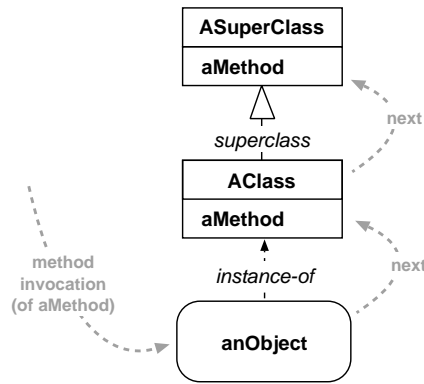 ASuperClass
aMethod
next
superclass
AClass
aMethod
method
invocation
(of aMethod)
instance-of
next
anObject